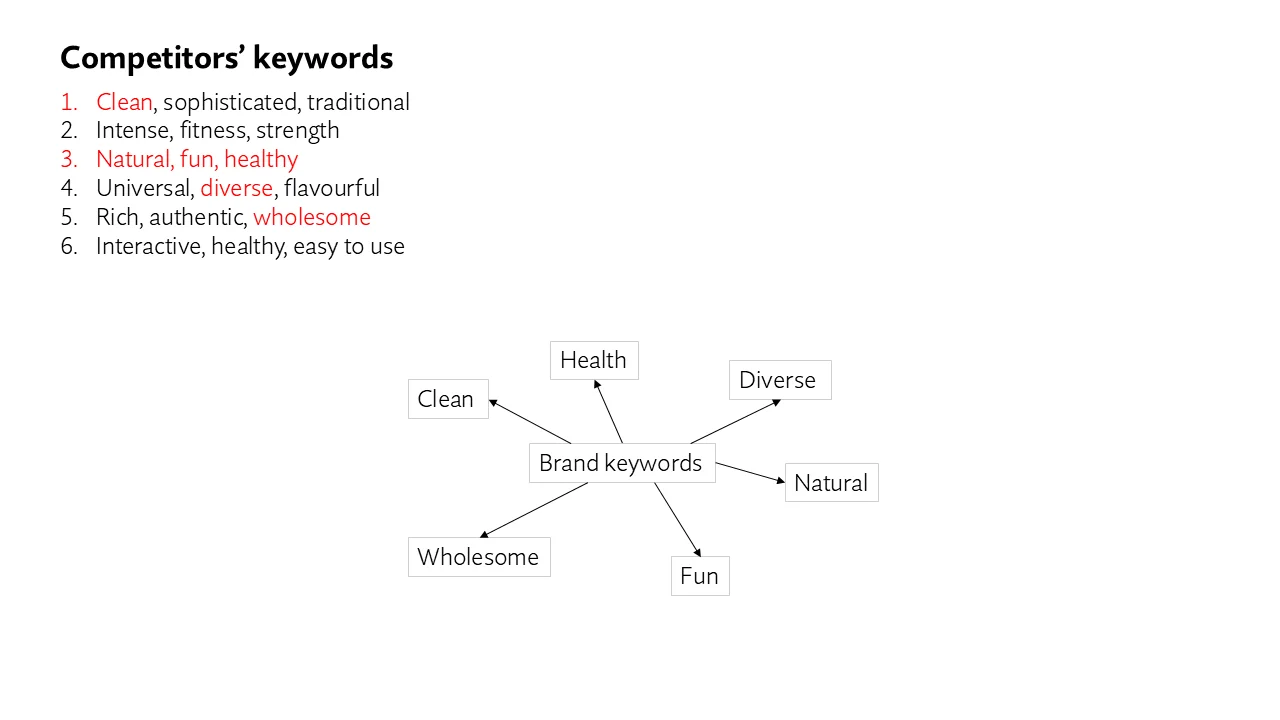 Competitors’ keywords
1. Clean, sophisticated, traditional
2. Intense, fitness, strength
3. Natural, fun, healthy
4. Universal, diverse, flavourful
5. Rich, authentic, wholesome
6. Interactive, healthy, easy to use
Health
Diverse
Clean
Brand keywords
Natural
Wholesome
Fun